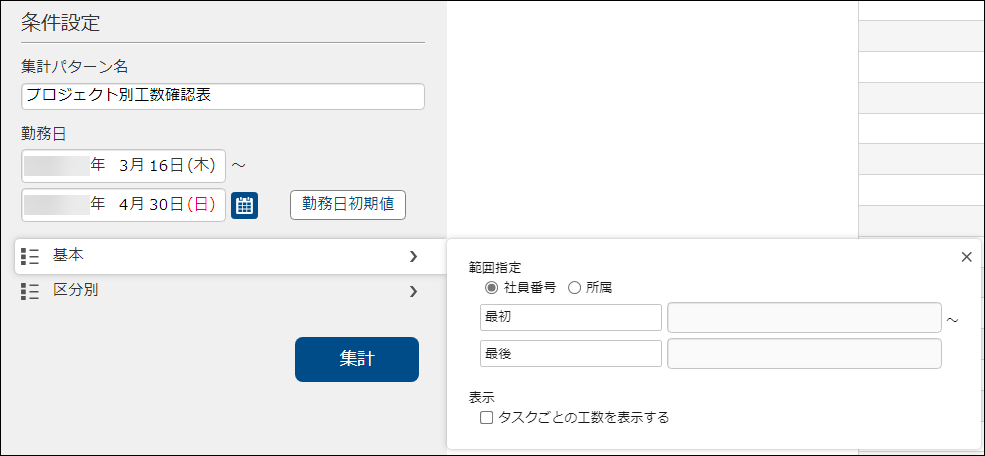 条件設定
集計パターン名
プロジェクト別工数確認表
勤務日
年 3月 16日(木) ～
年 4月 30日(日) 勤務日初期値
基本
区分別
集計
範囲指定
社員番号 所属
最初 ～
最後
表示
タスクごとの工数を表示する